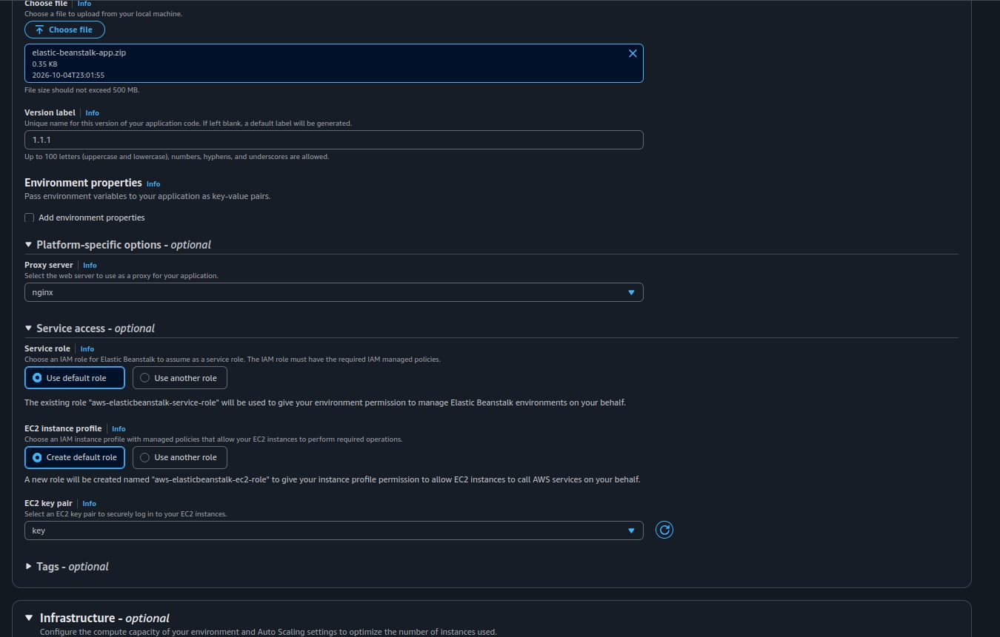 Choose file Info
Choose a file to upload from your local machine.
Choose file
elastic-beanstalk-app.zip
0.35 KB
2026-10-04T23:01:55
File size should not exceed 500 MB.
Version label Info
Unique name for this version of your application code. If left blank, a default label will be generated.
1.1.1
Up to 100 letters (uppercase and lowercase), numbers, hyphens, and underscores are allowed.
Environment properties Info
Pass environment variables to your application as key-value pairs.
Add environment properties
Platform-specific options - optional
Proxy server Info
Select the web server to use as a proxy for your application.
nginx
Service access - optional
Service role Info
Choose an IAM role for Elastic Beanstalk to assume as a service role. The IAM role must have the required IAM managed policies.
Use default role Use another role
The existing role "aws-elasticbeanstalk-service-role" will be used to give your environment permission to manage Elastic Beanstalk environments on your behalf.
EC2 instance profile Info
Choose an IAM instance profile with managed policies that allow your EC2 instances to perform required operations.
Create default role Use another role
A new role will be created named "aws-elasticbeanstalk-ec2-role" to give your instance profile permission to allow EC2 instances to call AWS services on your behalf.
EC2 key pair Info
Select an EC2 key pair to securely log in to your EC2 instances.
key
Tags - optional
Infrastructure - optional
Configure the compute capacity of your environment and Auto Scaling settings to optimize the number of instances used.